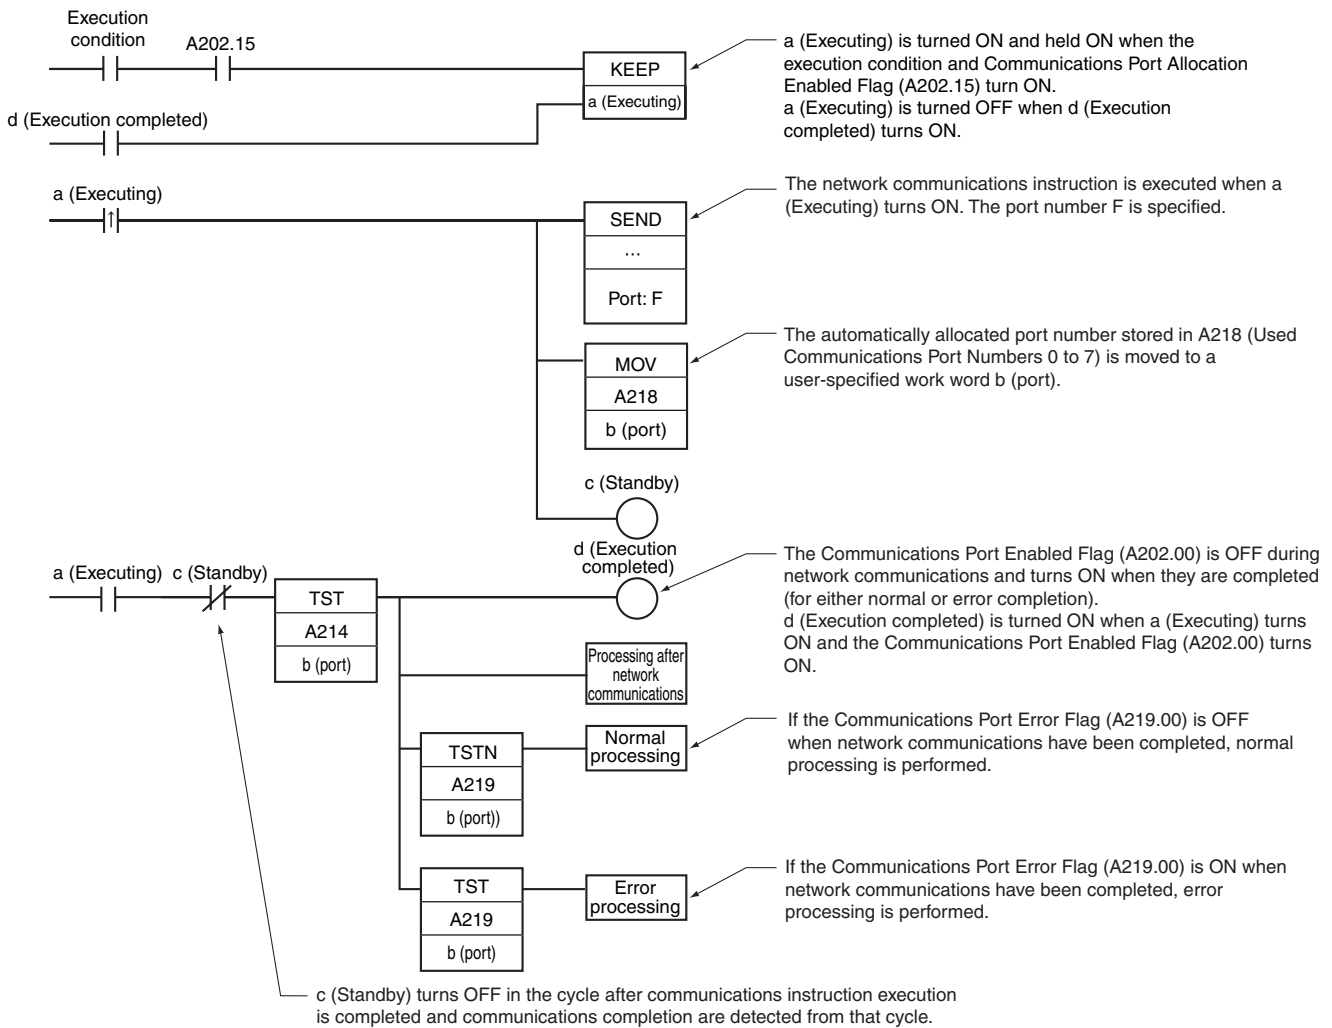 Execution
condition
A202.15
KEEP
a (Executing)
d (Execution completed)
a (Executing) is turned ON and held ON when the
execution condition and Communications Port Allocation
Enabled Flag (A202.15) turn ON.
a (Executing) is turned OFF when d (Execution
completed) turns ON.
a (Executing)
↑
SEND
...
Port: F
The network communications instruction is executed when a
(Executing) turns ON. The port number F is specified.
MOV
A218
b (port)
The automatically allocated port number stored in A218 (Used
Communications Port Numbers 0 to 7) is moved to a
user-specified work word b (port).
c (Standby)
d (Execution
completed)
a (Executing)
c (Standby)
TST
A214
b (port)
The Communications Port Enabled Flag (A202.00) is OFF during
network communications and turns ON when they are completed
(for either normal or error completion).
d (Execution completed) is turned ON when a (Executing) turns
ON and the Communications Port Enabled Flag (A202.00) turns
ON.
Processing after
network
communications
TSTN
A219
b (port))
Normal
processing
If the Communications Port Error Flag (A219.00) is OFF
when network communications have been completed, normal
processing is performed.
TST
A219
b (port)
Error
processing
If the Communications Port Error Flag (A219.00) is ON when
network communications have been completed, error
processing is performed.
c (Standby) turns OFF in the cycle after communications instruction execution
is completed and communications completion are detected from that cycle.